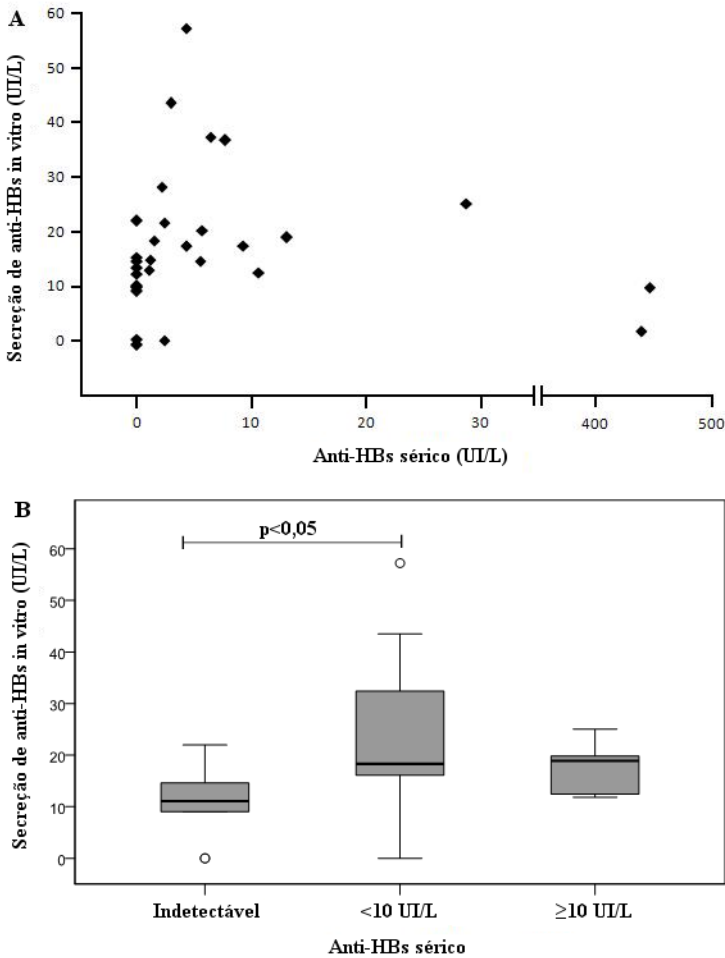 A
Secreção de anti-HBs in vitro (UI/L)
60
50
40
30
20
10
0
0
10
20
30
400
500
Anti-HBs sérico (UI/L)
B
Secreção de anti-HBs in vitro (UI/L)
p<0,05
60
50
40
30
20
10
0
Indetectável
<10 UI/L
≥10 UI/L
Anti-HBs sérico